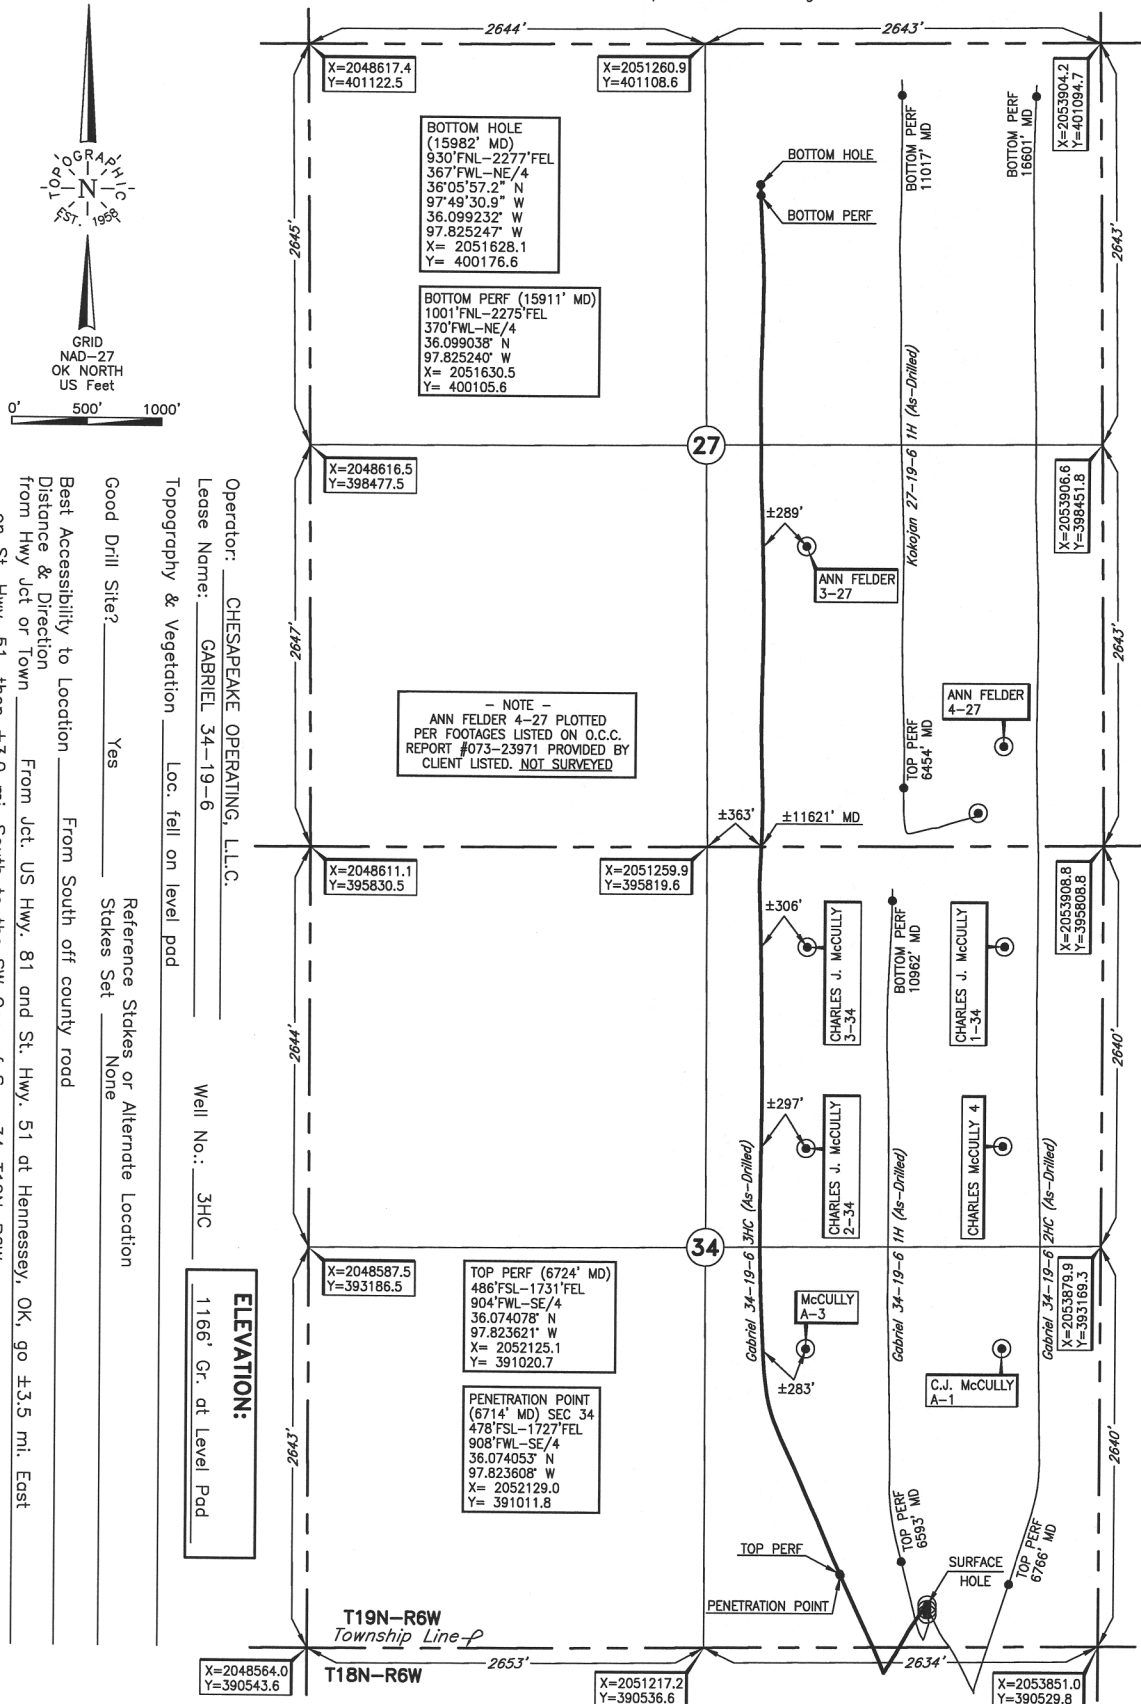 2644'
2643'
X=2048617.4
Y=401122.5
X=2051260.9
Y=401108.6
X=2053904.2
Y=401094.7
TOPOGRAPHIC
N
EST. 1958
GRID
NAD-27
OK NORTH
US Feet
0' 500' 1000'
BOTTOM HOLE
(15982' MD)
930'FNL-2277'FEL
367'FWL-NE/4
36°05'57.2" N
97°49'30.9" W
36.099232° W
97.825247° W
X= 2051628.1
Y= 400176.6
BOTTOM PERF (15911' MD)
1001'FNL-2275'FEL
370'FWL-NE/4
36.099038° N
97.825240° W
X= 2051630.5
Y= 400105.6
BOTTOM HOLE
BOTTOM PERF
BOTTOM PERF
11017' MD
BOTTOM PERF
16601' MD
2645'
2643'
Kokojan 27-19-6 1H (As-Drilled)
27
X=2048616.5
Y=398477.5
X=2053906.6
Y=398451.8
±289'
ANN FELDER
3-27
2647'
2643'
ANN FELDER
4-27
- NOTE -
ANN FELDER 4-27 PLOTTED
PER FOOTAGES LISTED ON O.C.C.
REPORT #073-23971 PROVIDED BY
CLIENT LISTED. NOT SURVEYED
TOP PERF
6454' MD
±363'
±11621' MD
X=2048611.1
Y=395830.5
X=2051259.9
Y=395819.6
X=2053908.8
Y=395808.8
±306'
CHARLES J. McCULLY
3-34
BOTTOM PERF
10962' MD
CHARLES J. McCULLY
1-34
2644'
2640'
±297'
CHARLES J. McCULLY
2-34
CHARLES McCULLY 4
Gabriel 34-19-6 3HC (As-Drilled)
Gabriel 34-19-6 1H (As-Drilled)
Gabriel 34-19-6 2HC (As-Drilled)
34
X=2048587.5
Y=393186.5
X=2053879.9
Y=393169.3
TOP PERF (6724' MD)
486'FSL-1731'FEL
904'FWL-SE/4
36.074078° N
97.823621° W
X= 2052125.1
Y= 391020.7
PENETRATION POINT
(6714' MD) SEC 34
478'FSL-1727'FEL
908'FWL-SE/4
36.074053° N
97.823608° W
X= 2052129.0
Y= 391011.8
McCULLY
A-3
±283'
C.J. McCULLY
A-1
2643'
2640'
TOP PERF
PENETRATION POINT
TOP PERF
6593' MD
SURFACE
HOLE
TOP PERF
6766' MD
T19N-R6W
Township Line
T18N-R6W
2653'
2634'
X=2048564.0
Y=390543.6
X=2051217.2
Y=390536.6
X=2053851.0
Y=390529.8
Operator: CHESAPEAKE OPERATING, L.L.C.
Lease Name: GABRIEL 34-19-6 Well No.: 3HC
ELEVATION:
1166' Gr. at Level Pad
Topography & Vegetation Loc. fell on level pad
Good Drill Site? Yes
Reference Stakes or Alternate Location
Stakes Set None
Best Accessibility to Location From South off county road
Distance & Direction
from Hwy Jct or Town From Jct. US Hwy. 81 and St. Hwy. 51 at Hennessey, OK, go ±3.5 mi. East